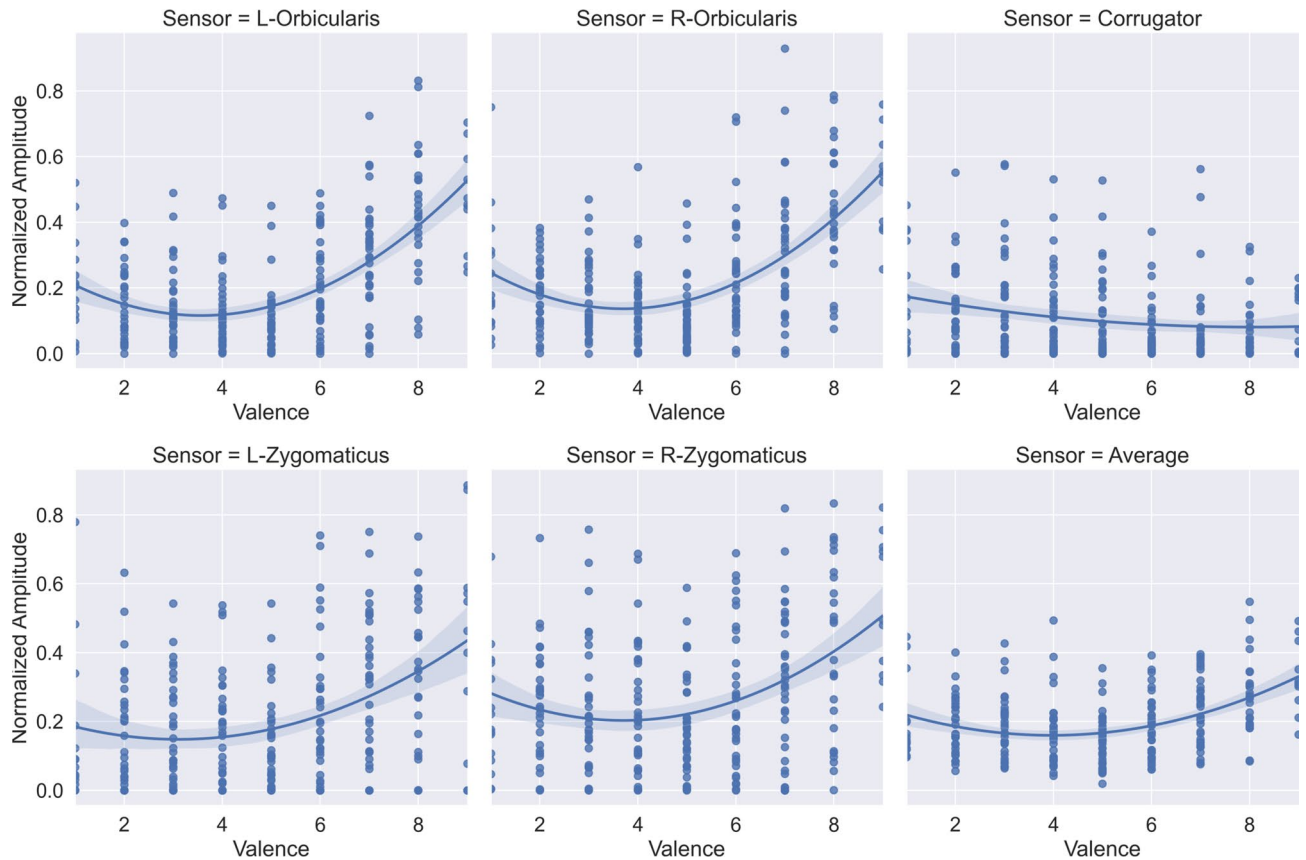 Sensor = L-Orbicularis
Sensor = R-Orbicularis
Sensor = Corrugator
Normalized Amplitude
0.8
0.6
0.4
0.2
0.0
2 4 6 8
2 4 6 8
2 4 6 8
Valence
Valence
Valence
Sensor = L-Zygomaticus
Sensor = R-Zygomaticus
Sensor = Average
Normalized Amplitude
0.8
0.6
0.4
0.2
0.0
2 4 6 8
2 4 6 8
2 4 6 8
Valence
Valence
Valence